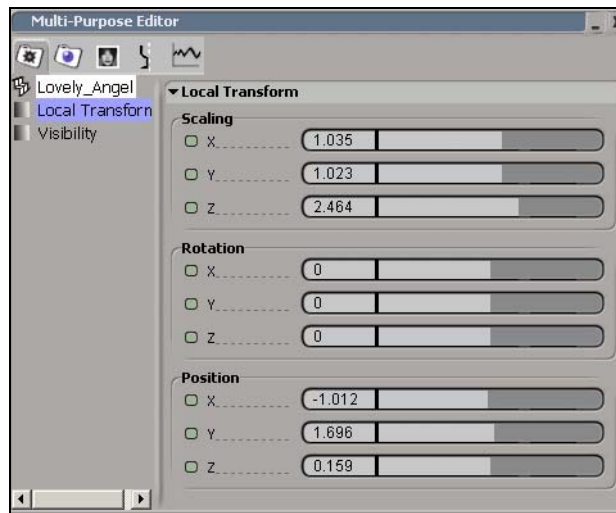 Multi-Purpose Editor
Lovely_Angel
Local Transforn
Visibility
Local Transform
Scaling
X 1.035
Y 1.023
Z 2.464
Rotation
X 0
Y 0
Z 0
Position
X -1.012
Y 1.696
Z 0.159